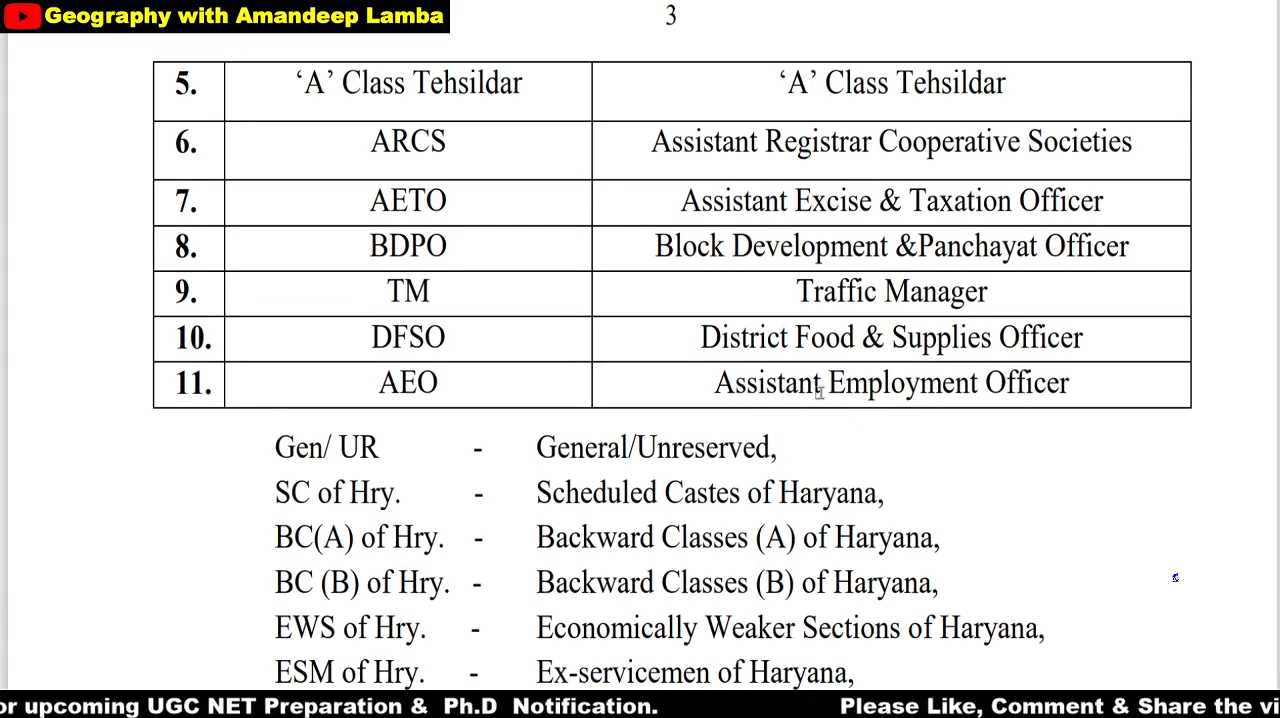 Geography with Amandeep Lamba
3
5. ‘A’ Class Tehsildar ‘A’ Class Tehsildar
6. ARCS Assistant Registrar Cooperative Societies
7. AETO Assistant Excise & Taxation Officer
8. BDPO Block Development &Panchayat Officer
9. TM Traffic Manager
10. DFSO District Food & Supplies Officer
11. AEO Assistant Employment Officer
Gen/ UR - General/Unreserved,
SC of Hry. - Scheduled Castes of Haryana,
BC(A) of Hry. - Backward Classes (A) of Haryana,
BC (B) of Hry. - Backward Classes (B) of Haryana,
EWS of Hry. - Economically Weaker Sections of Haryana,
ESM of Hry. - Ex-servicemen of Haryana,
or upcoming UGC NET Preparation & Ph.D Notification. Please Like, Comment & Share the vi